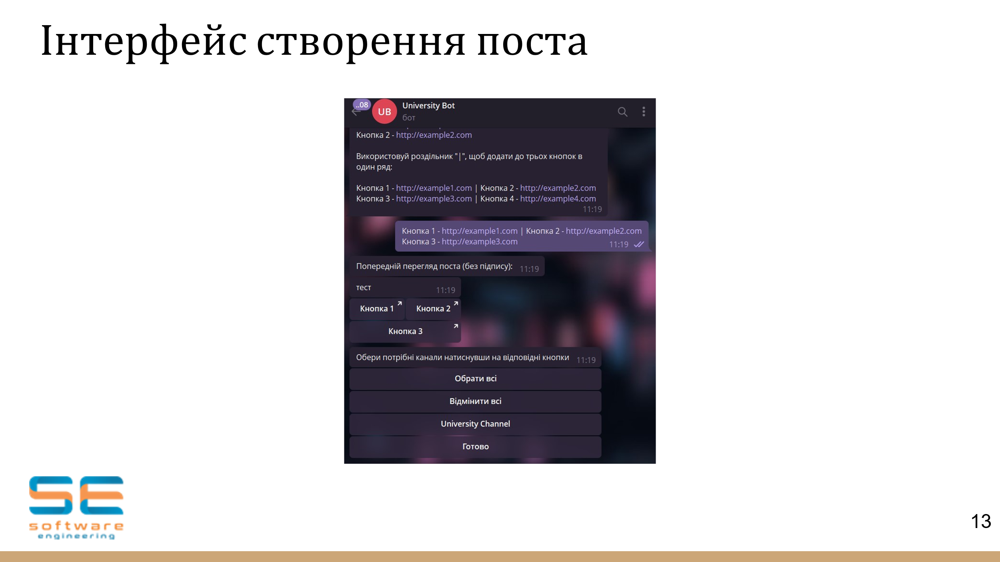 Інтерфейс створення поста
..08
UB
University Bot
бот
Кнопка 2 - http://example2.com
Використовуй роздільник "|", щоб додати до трьох кнопок в
один ряд:
Кнопка 1 - http://example1.com | Кнопка 2 - http://example2.com
Кнопка 3 - http://example3.com | Кнопка 4 - http://example4.com
11:19
Кнопка 1 - http://example1.com | Кнопка 2 - http://example2.com
Кнопка 3 - http://example3.com
11:19
Попередній перегляд поста (без підпису): 11:19
тест 11:19
Кнопка 1 Кнопка 2
Кнопка 3
Обери потрібні канали натиснувши на відповідні кнопки 11:19
Обрати всі
Відмінити всі
University Channel
Готово
SE
software
engineering
13